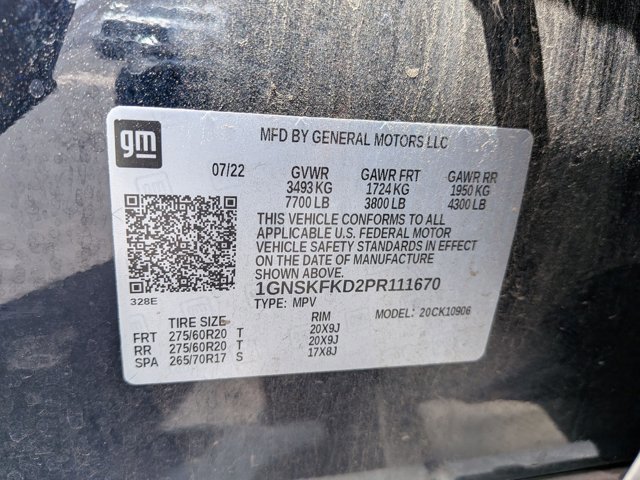 gm
MFD BY GENERAL MOTORS LLC
07/22 GVWR GAWR FRT GAWR RR
3493 KG 1724 KG 1950 KG
7700 LB 3800 LB 4300 LB
THIS VEHICLE CONFORMS TO ALL
APPLICABLE U.S. FEDERAL MOTOR
VEHICLE SAFETY STANDARDS IN EFFECT
ON THE DATE OF MANUFACTURE
SHOWN ABOVE.
1GNSKFKD2PR111670
328E
TYPE: MPV MODEL: 20CK10906
TIRE SIZE RIM
FRT 275/60R20 T 20X9J
RR 275/60R20 T 20X9J
SPA 265/70R17 S 17X8J